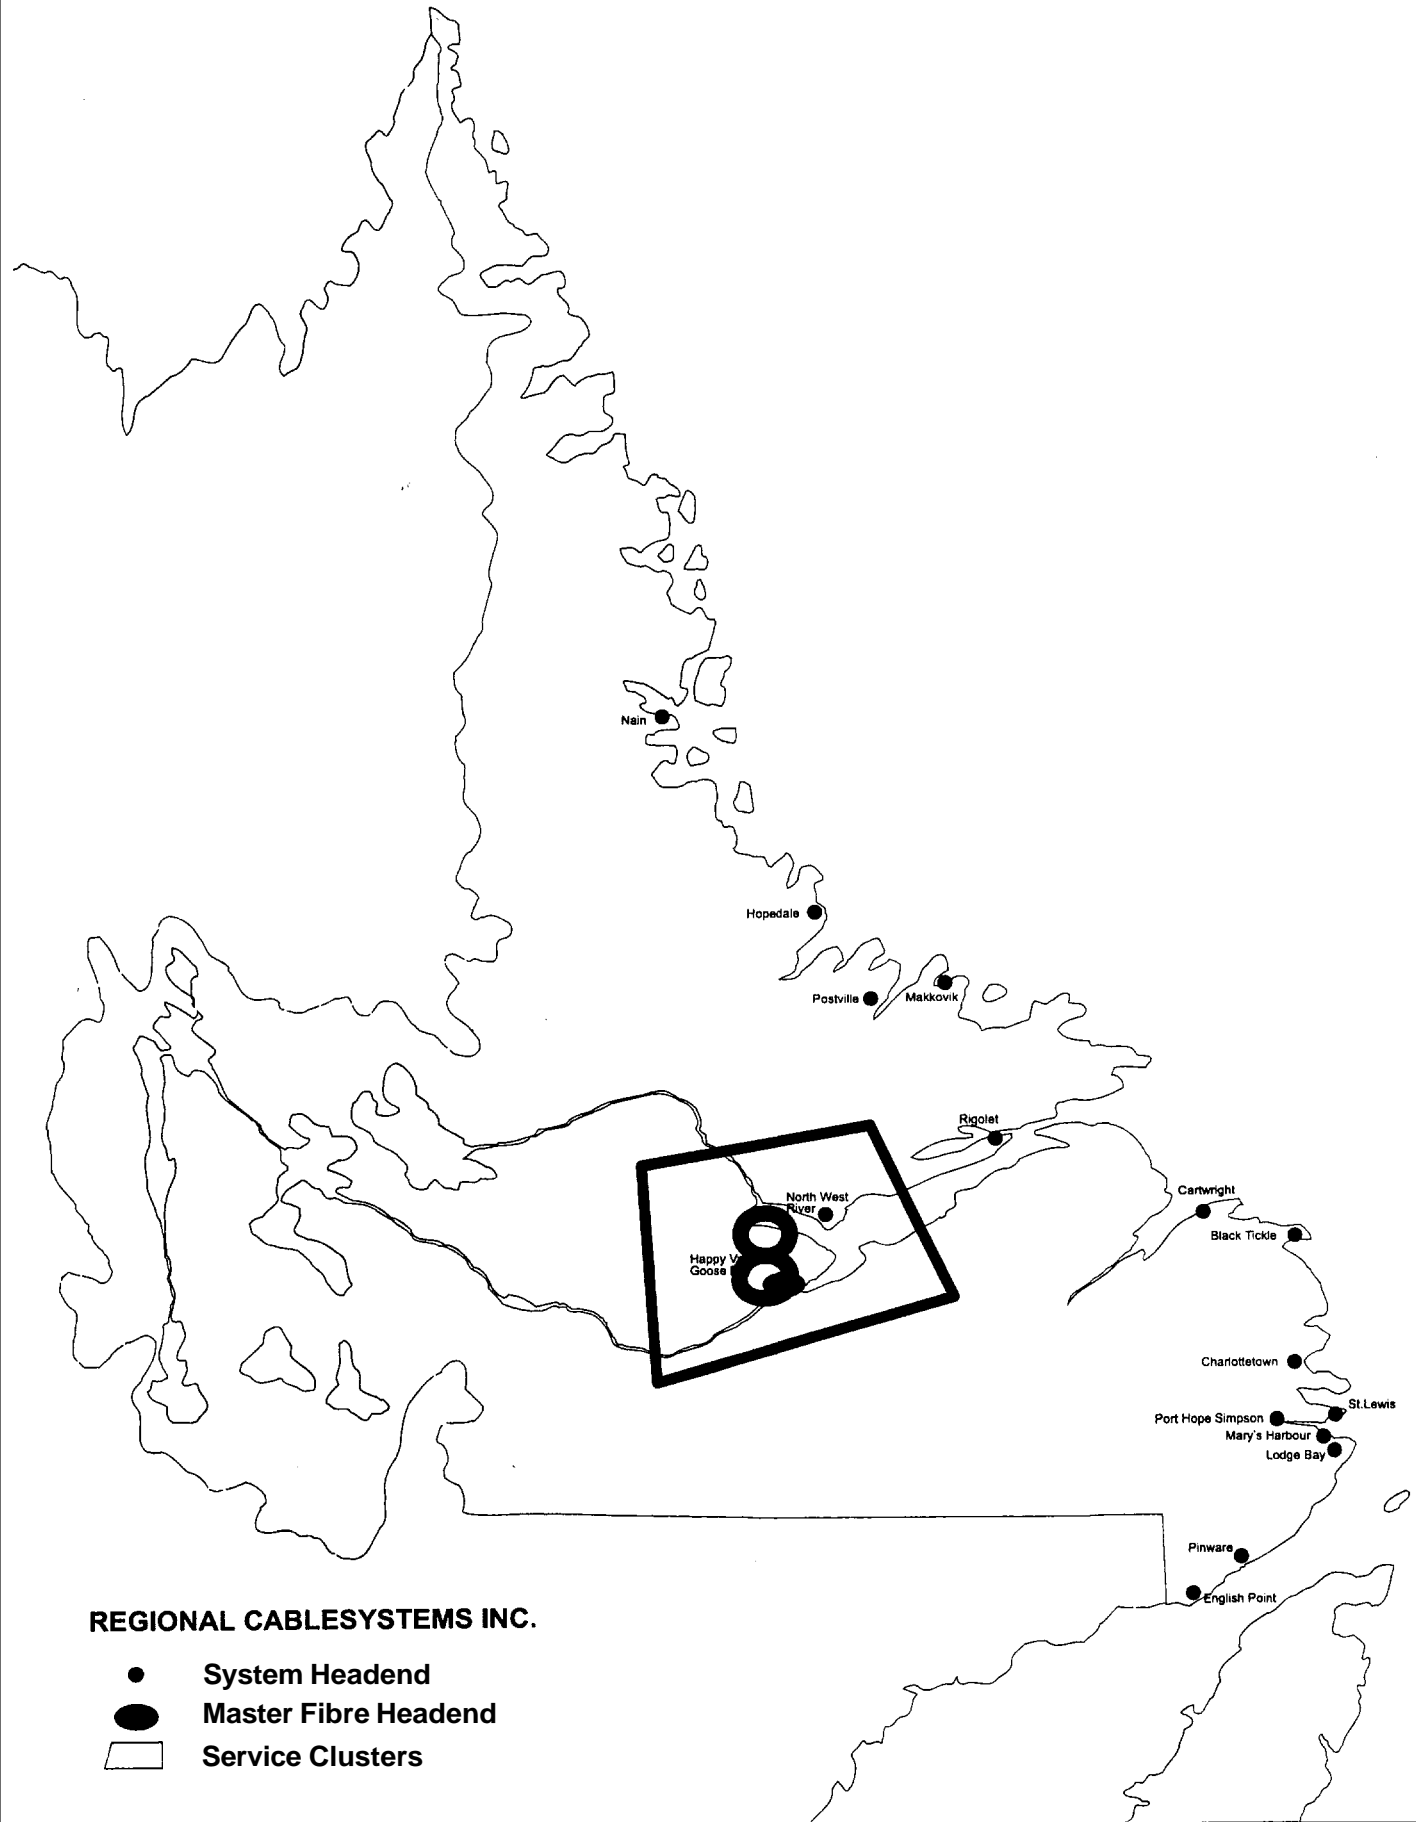 Nain
Hopedale
Postville
Makkovik
Rigolet
North West
River
Cartwright
Black Tickle
8
Happy V
Goose
Charlottetown
St.Lewis
Port Hope Simpson
Mary's Harbour
Lodge Bay
Pinware
English Point
REGIONAL CABLESYSTEMS INC.
System Headend
Master Fibre Headend
Service Clusters